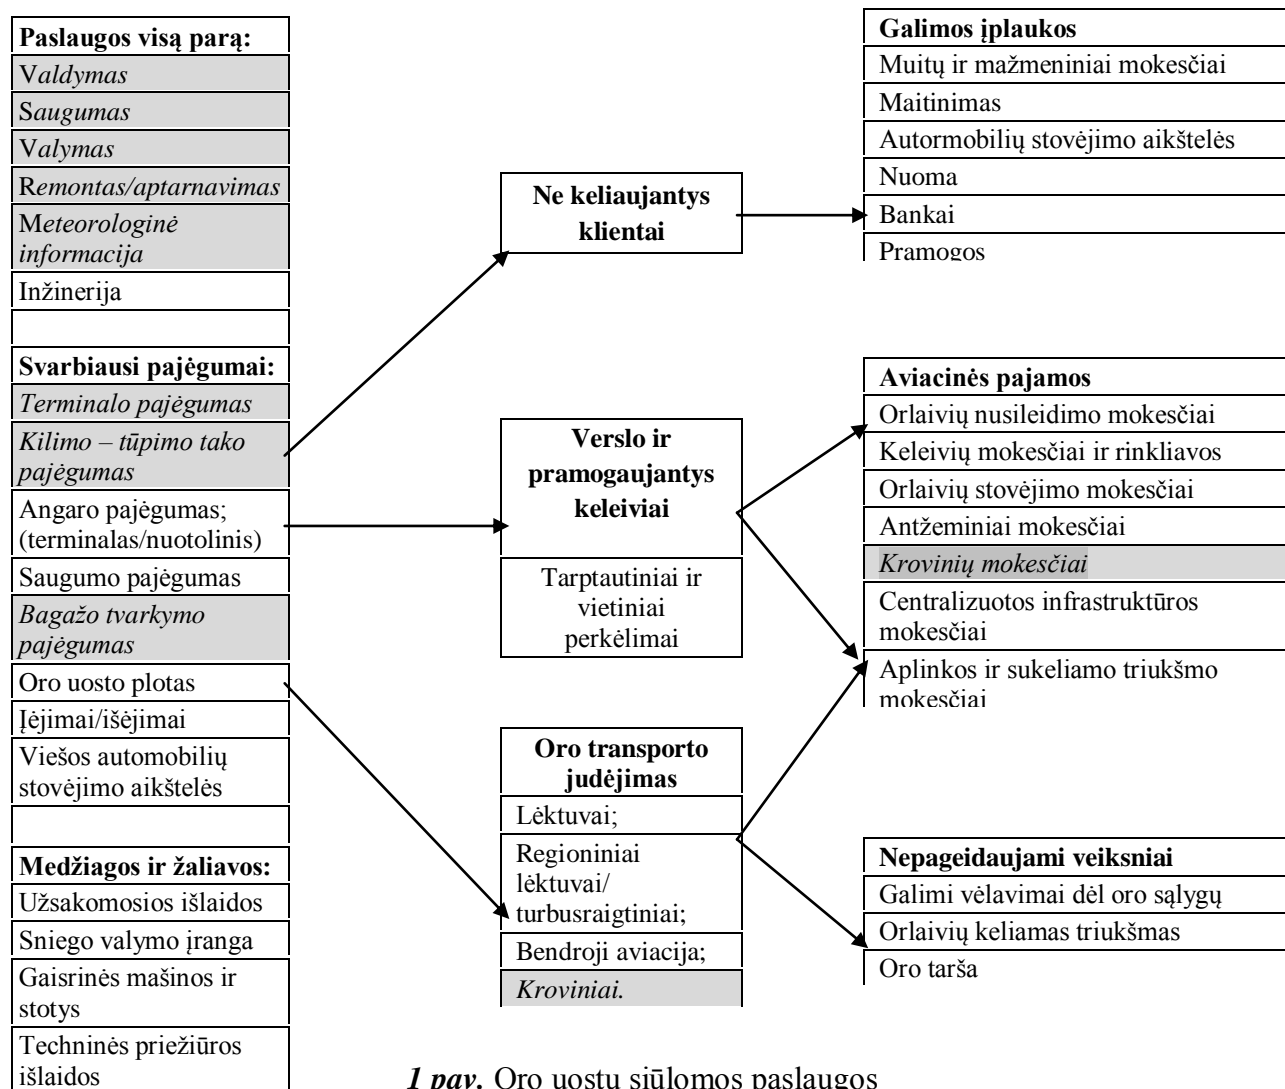 Paslaugos visą parą:
Valdymas
Saugumas
Valymas
Remontas/aptarnavimas
Meteorologinė
informacija
Inžinerija
Svarbiausi pajėgumai:
Terminalo pajėgumas
Kilimo – tūpimo tako
pajėgumas
Angaro pajėgumas;
(terminalas/nuotolinis)
Saugumo pajėgumas
Bagažo tvarkymo
pajėgumas
Oro uosto plotas
Įėjimai/išėjimai
Viešos automobilių
stovėjimo aikštelės
Medžiagos ir žaliavos:
Užsakomosios išlaidos
Sniego valymo įranga
Gaisrinės mašinos ir
stotys
Techninės priežiūros
išlaidos
Ne keliaujantys
klientai
Verslo ir
pramogaujantys
keleiviai
Tarptautiniai ir
vietiniai
perkėlimai
Oro transporto
judėjimas
Lėktuvai;
Regioniniai
lėktuvai/
turbusraigtiniai;
Bendroji aviacija;
Kroviniai.
Galimos įplaukos
Muitų ir mažmeniniai mokesčiai
Maitinimas
Autormobilių stovėjimo aikštelės
Nuoma
Bankai
Pramogos
Aviacinės pajamos
Orlaivių nusileidimo mokesčiai
Keleivių mokesčiai ir rinkliavos
Orlaivių stovėjimo mokesčiai
Antžeminiai mokesčiai
Krovinių mokesčiai
Centralizuotos infrastruktūros
mokesčiai
Aplinkos ir sukeliamo triukšmo
mokesčiai
Nepageidaujami veiksniai
Galimi vėlavimai dėl oro sąlygų
Orlaivių keliamas triukšmas
Oro tarša
1 pav. Oro uostų siūlomos paslaugos